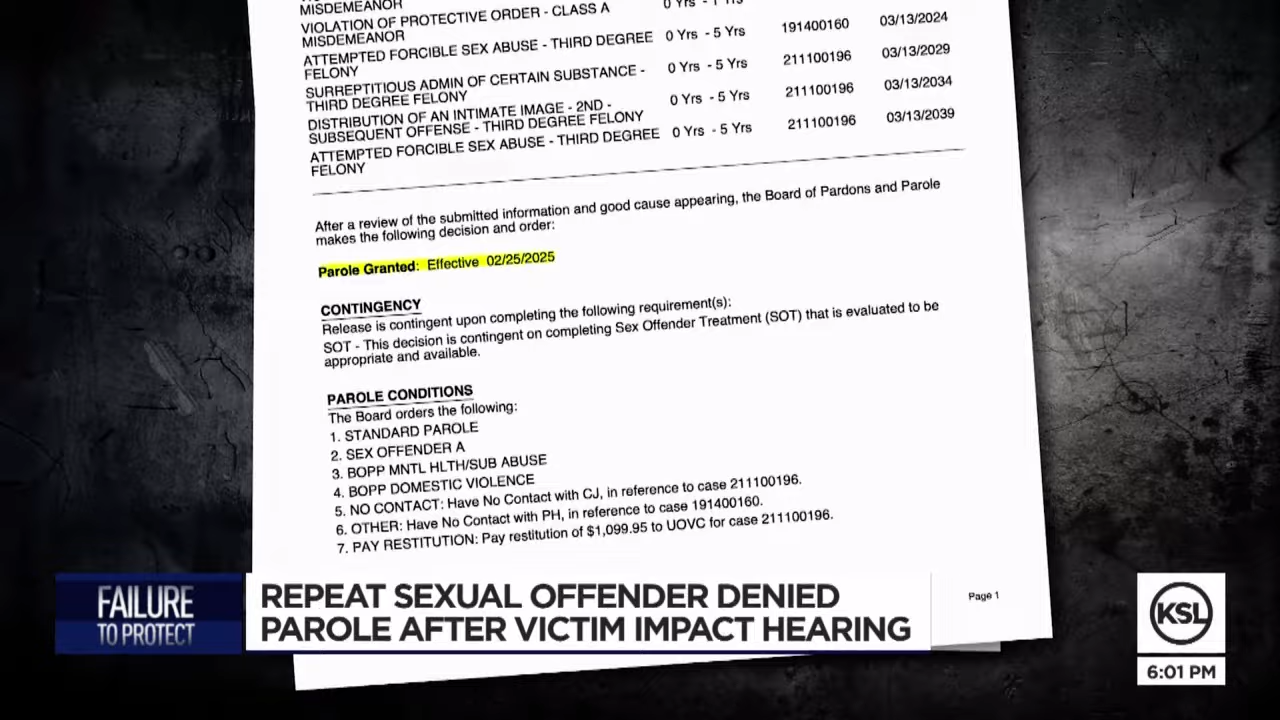 MISDEMEANOR
VIOLATION OF PROTECTIVE ORDER - CLASS A
MISDEMEANOR
0 Yrs - 1 Yrs
ATTEMPTED FORCIBLE SEX ABUSE - THIRD DEGREE
FELONY
0 Yrs - 5 Yrs 191400160 03/13/2024
SURREPTITIOUS ADMIN OF CERTAIN SUBSTANCE -
THIRD DEGREE FELONY
0 Yrs - 5 Yrs 211100196 03/13/2029
DISTRIBUTION OF AN INTIMATE IMAGE - 2ND -
SUBSEQUENT OFFENSE - THIRD DEGREE FELONY
0 Yrs - 5 Yrs 211100196 03/13/2034
ATTEMPTED FORCIBLE SEX ABUSE - THIRD DEGREE
FELONY
0 Yrs - 5 Yrs 211100196 03/13/2039
After a review of the submitted information and good cause appearing, the Board of Pardons and Parole
makes the following decision and order:
Parole Granted: Effective 02/25/2025
CONTINGENCY
Release is contingent upon completing the following requirement(s):
SOT - This decision is contingent on completing Sex Offender Treatment (SOT) that is evaluated to be
appropriate and available.
PAROLE CONDITIONS
The Board orders the following:
1. STANDARD PAROLE
2. SEX OFFENDER A
3. BOPP MNTL HLTH/SUB ABUSE
4. BOPP DOMESTIC VIOLENCE
5. NO CONTACT: Have No Contact with CJ, in reference to case 211100196.
6. OTHER: Have No Contact with PH, in reference to case 191400160.
7. PAY RESTITUTION: Pay restitution of $1,099.95 to UOVC for case 211100196.
Page 1
FAILURE
TO PROTECT
REPEAT SEXUAL OFFENDER DENIED
PAROLE AFTER VICTIM IMPACT HEARING
KSL
6:01 PM